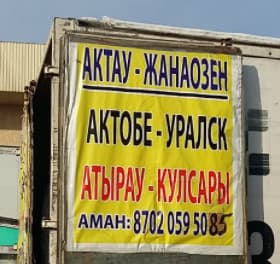 АКТАУ - ЖАНАОЗЕН
АКТОБЕ - УРАЛСК
АТЫРАУ - КУЛСАРЫ
АМАН: 8702 059 50 85